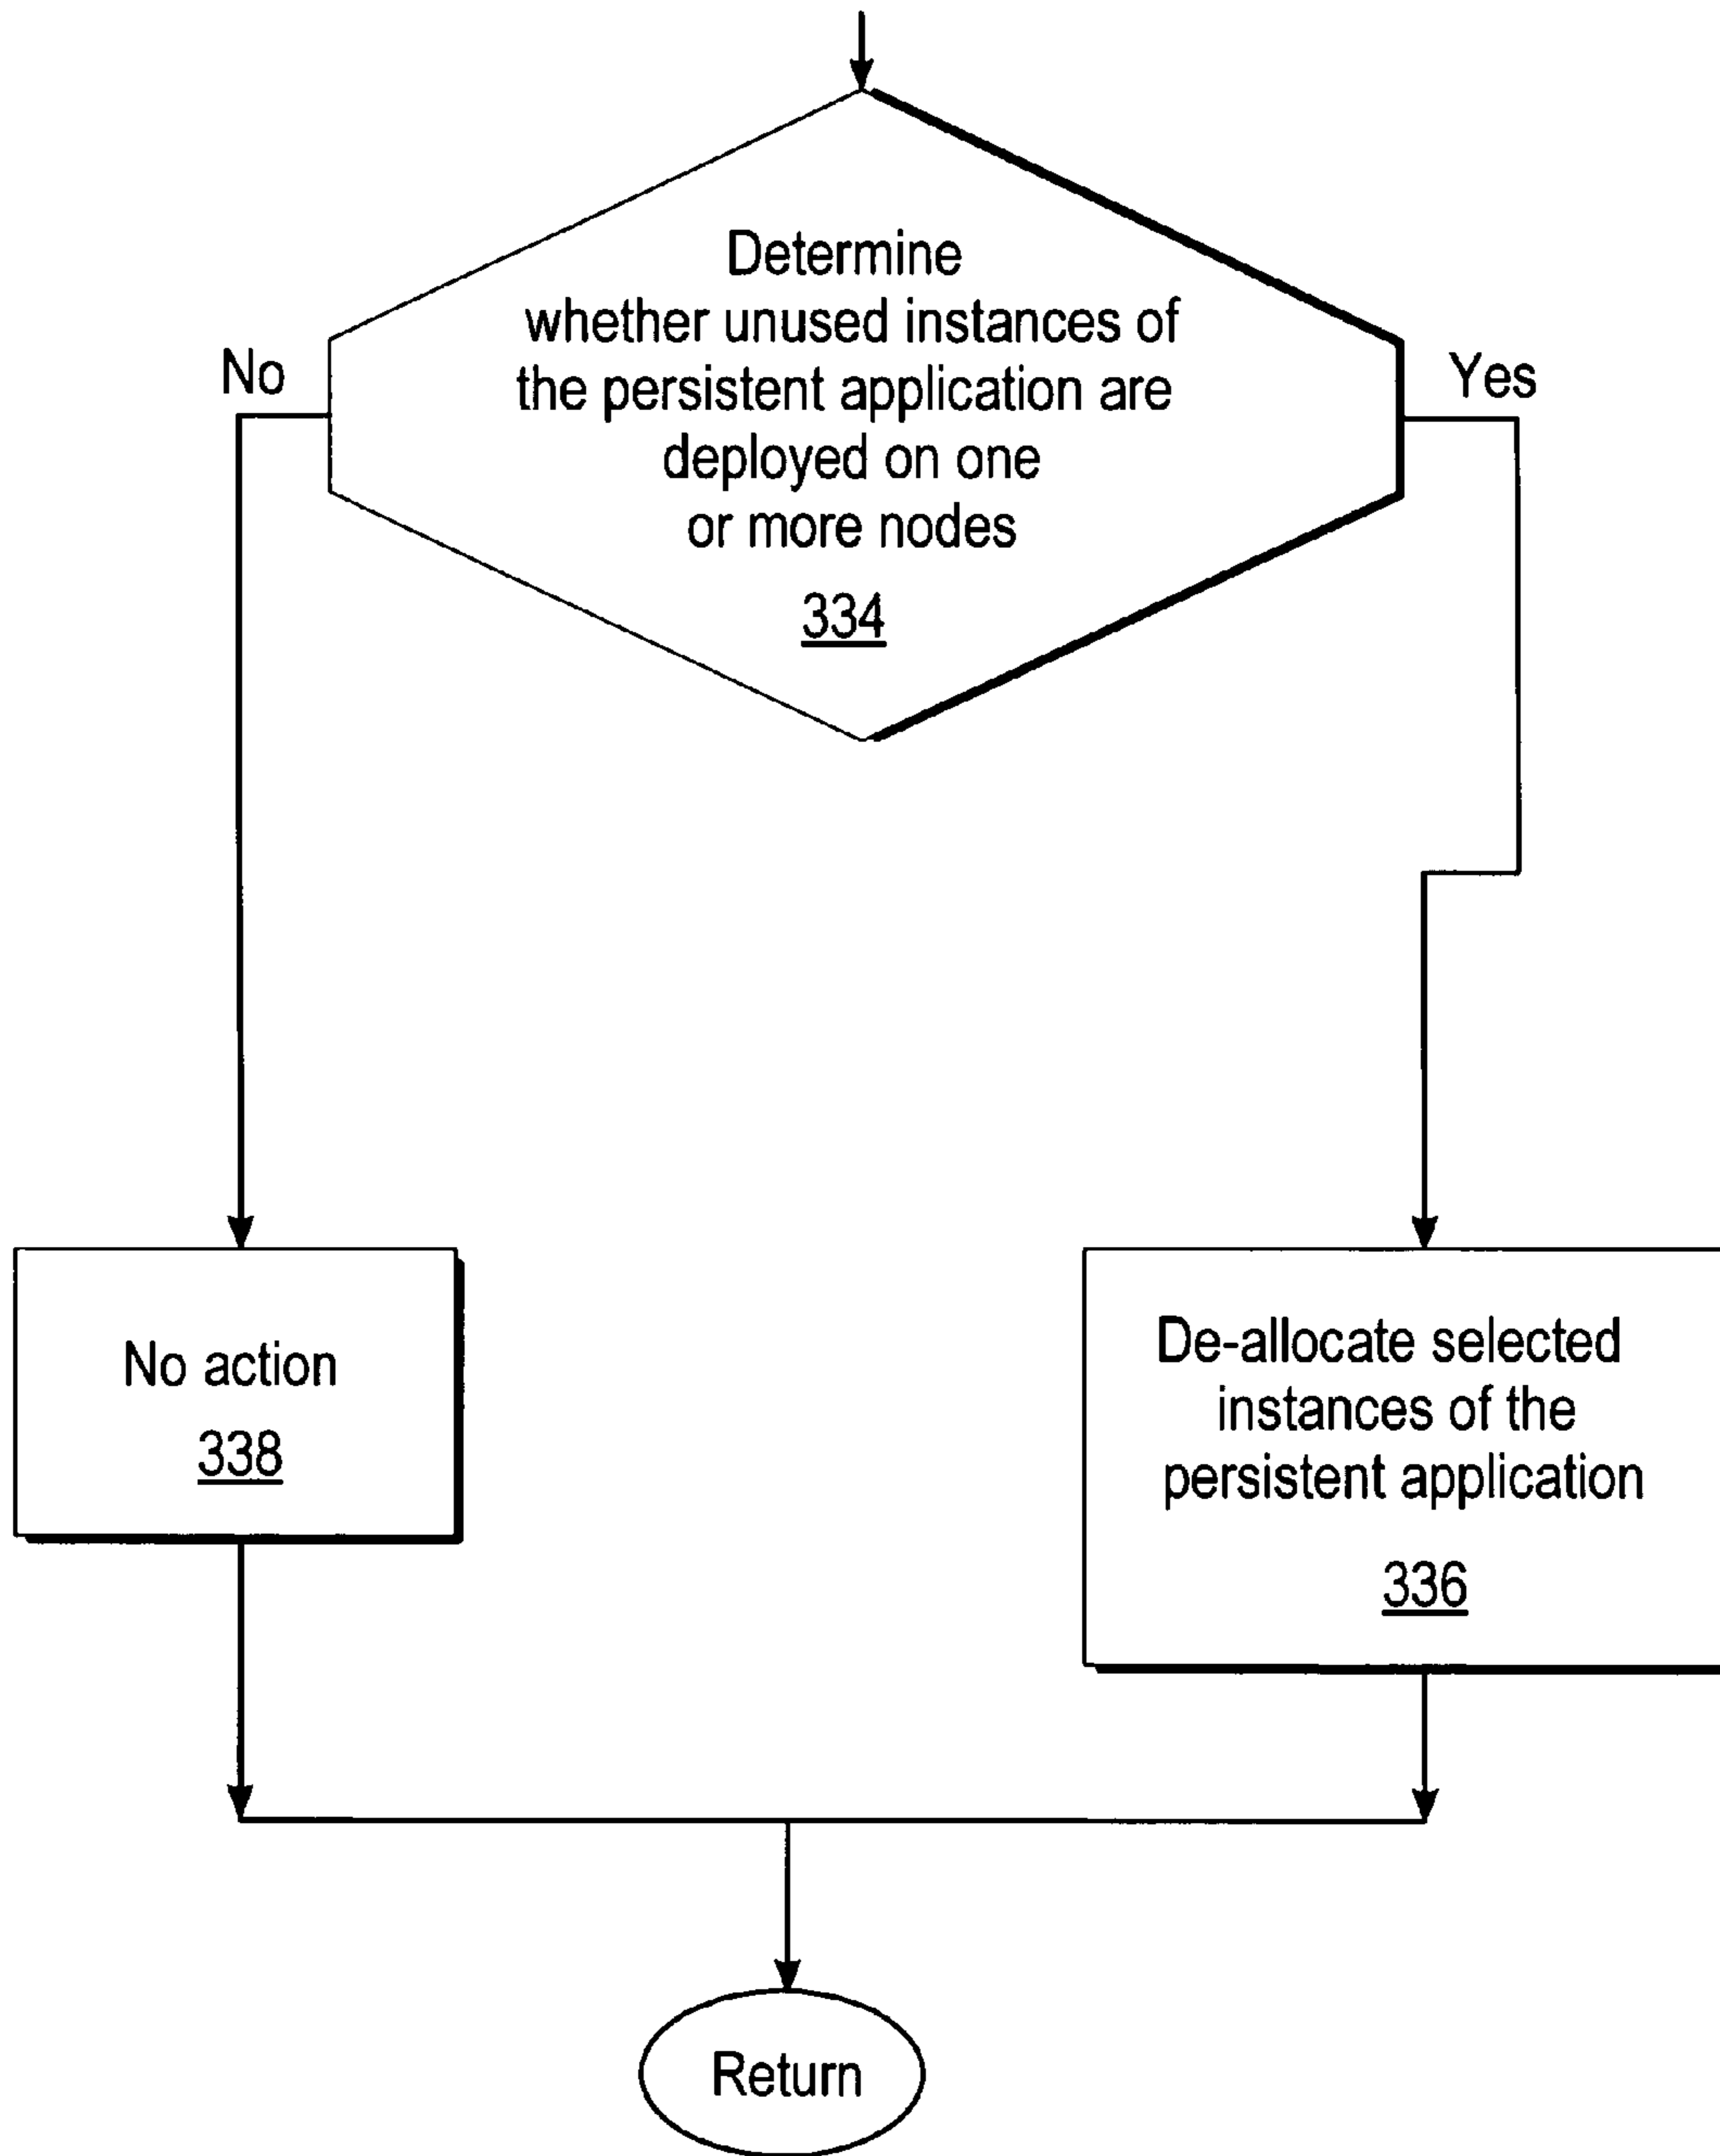 Determine
whether unused instances of
the persistent application are
deployed on one
or more nodes
334
No
Yes
No action
338
De-allocate selected
instances of the
persistent application
336
Return